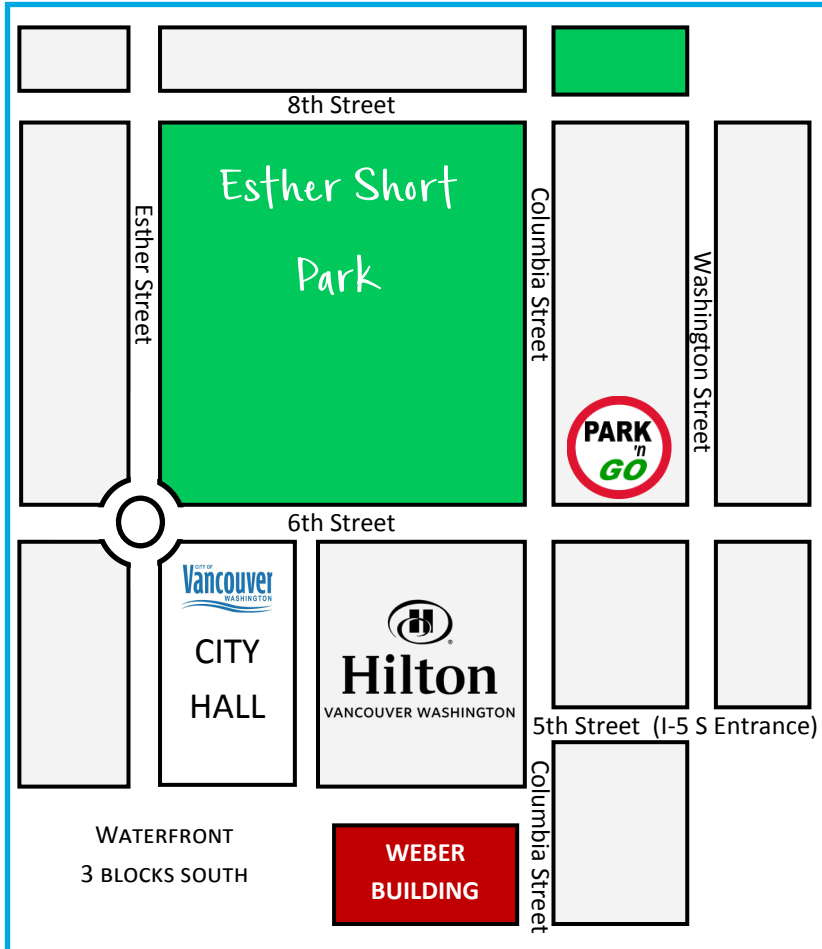 8th Street
Esther Short
Park
Esther Street
Columbia Street
Washington Street
PARK
'n
GO
6th Street
CITY OF
Vancouver
WASHINGTON
CITY
HALL
H
®
Hilton
VANCOUVER WASHINGTON
5th Street (I-5 S Entrance)
Columbia Street
WATERFRONT
3 BLOCKS SOUTH
WEBER
BUILDING